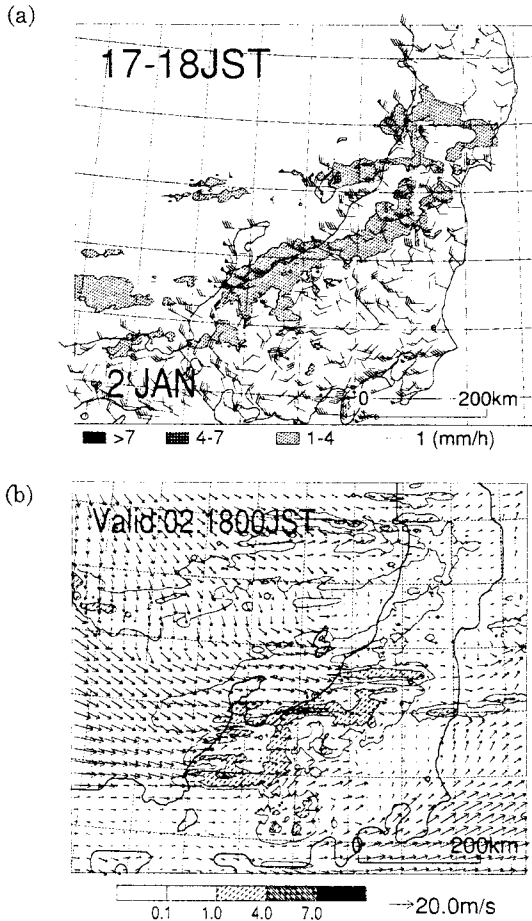 (a)
17-18JST
2 JAN
0 200km
>7 4-7 1-4 1 (mm/h)
(b)
Valid:02 1800JST
0 200km
0.1 1.0 4.0 7.0 20.0m/s